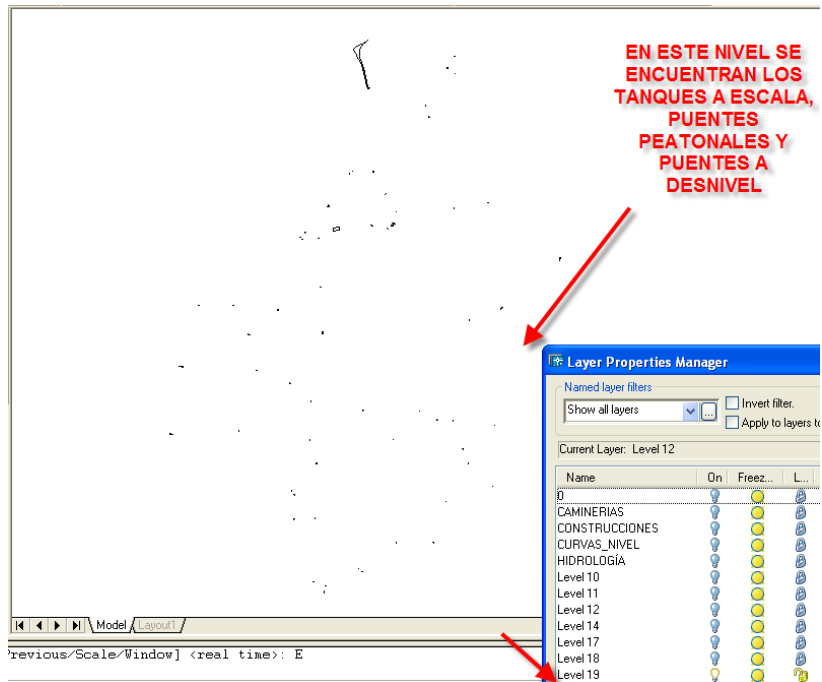 EN ESTE NIVEL SE
ENCUENTRAN LOS
TANQUES A ESCALA,
PUENTES
PEATONALES Y
PUENTES A
DESNIVEL
Layer Properties Manager
Named layer filters
Show all layers
...
Invert filter.
Apply to layers to
Current Layer: Level 12
Name On Freez... L...
0
CAMINERIAS
CONSTRUCCIONES
CURVAS_NIVEL
HIDROLOGÍA
Level 10
Level 11
Level 12
Level 14
Level 17
Level 18
Level 19
Model Layout1
Previous/Scale/Window] <real time>: E